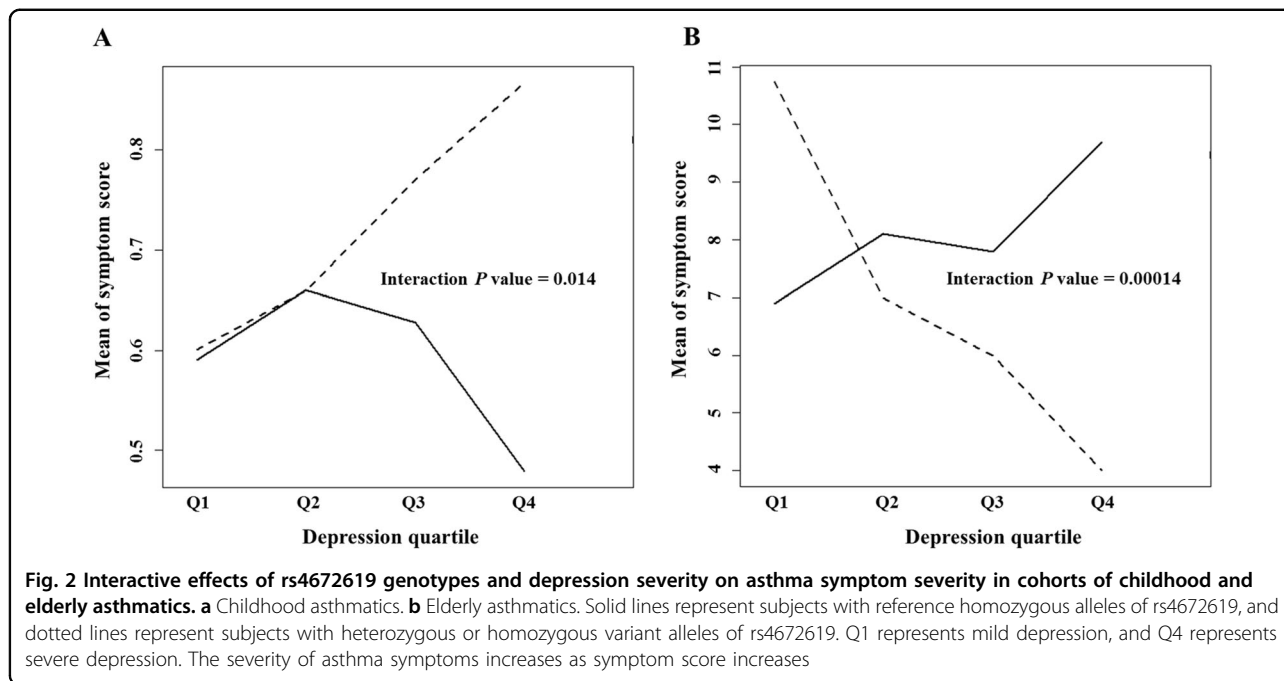 A
Mean of symptom score
0.8
0.7
0.6
0.5
Interaction P value = 0.014
Q1 Q2 Q3 Q4
Depression quartile
B
Mean of symptom score
11
10
9
8
7
6
5
4
Interaction P value = 0.00014
Q1 Q2 Q3 Q4
Depression quartile
Fig. 2 Interactive effects of rs4672619 genotypes and depression severity on asthma symptom severity in cohorts of childhood and
elderly asthmatics. a Childhood asthmatics. b Elderly asthmatics. Solid lines represent subjects with reference homozygous alleles of rs4672619, and
dotted lines represent subjects with heterozygous or homozygous variant alleles of rs4672619. Q1 represents mild depression, and Q4 represents
severe depression. The severity of asthma symptoms increases as symptom score increases